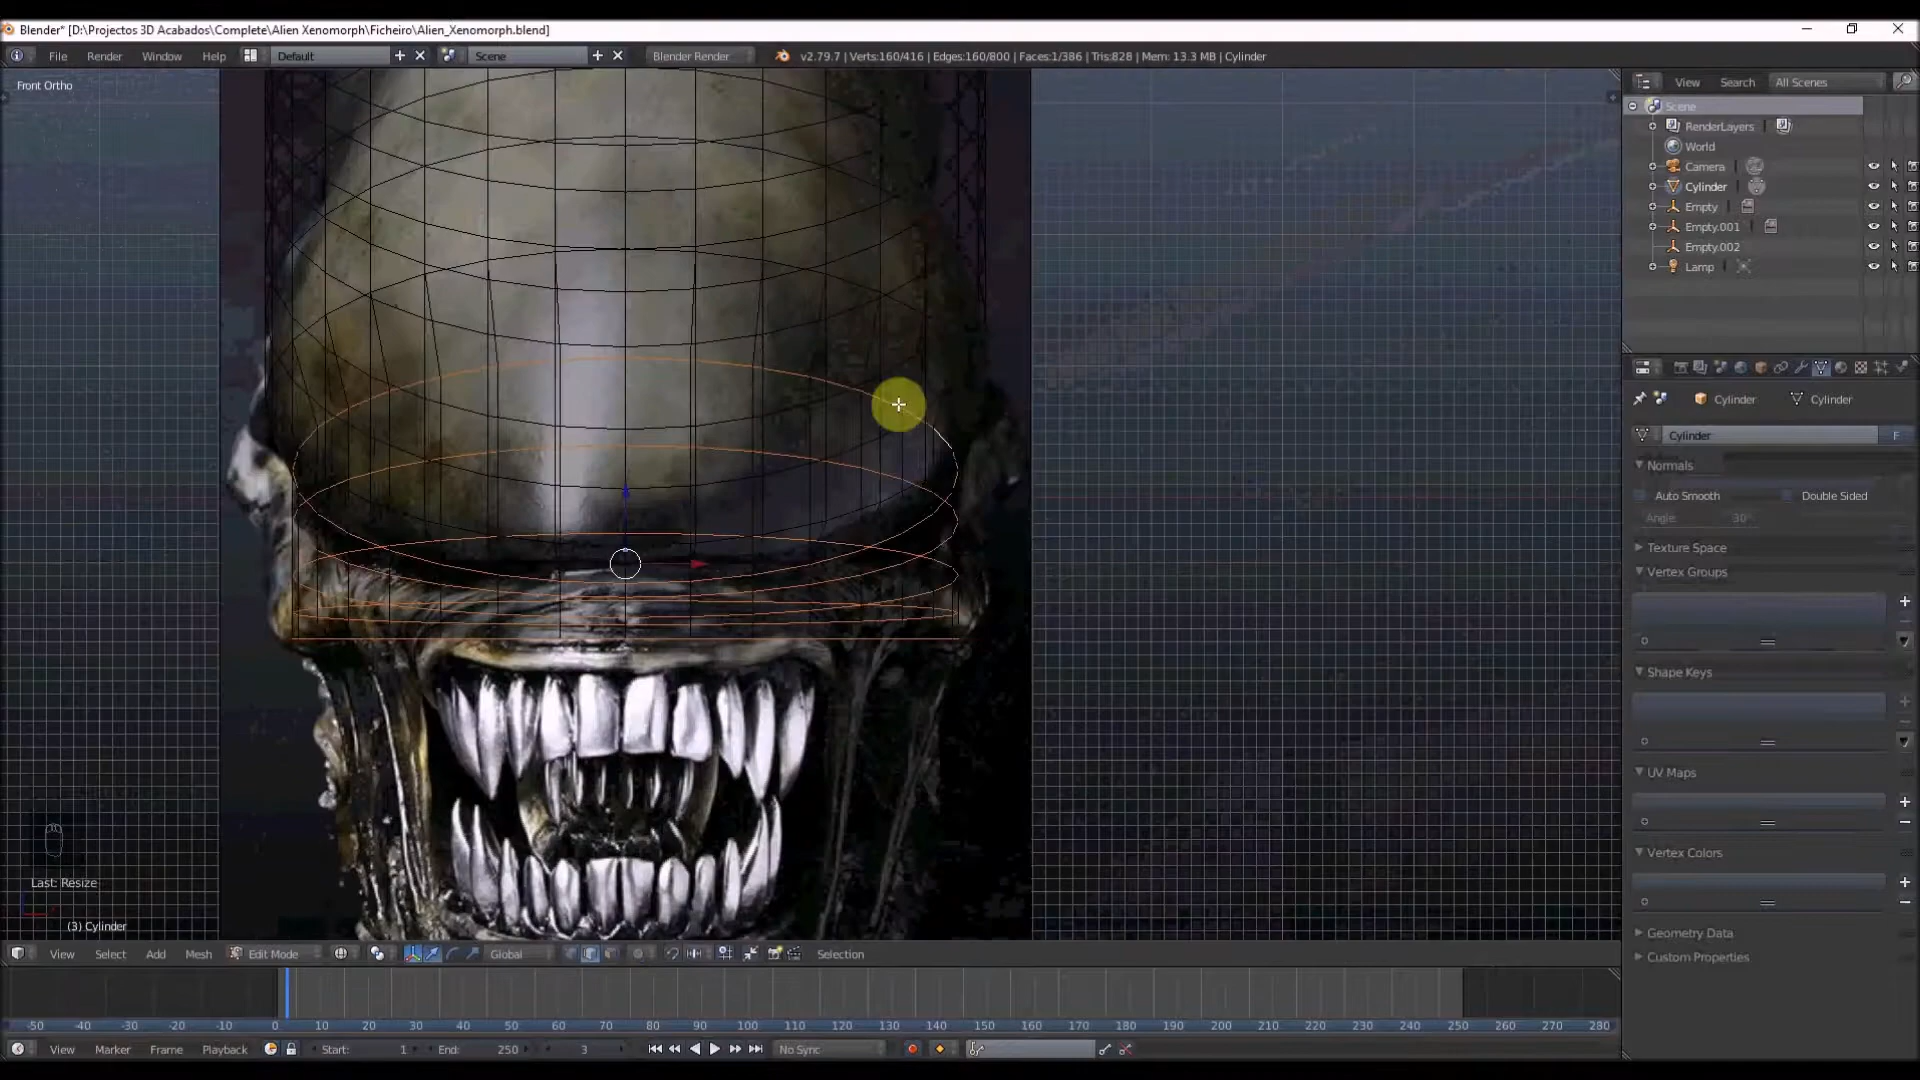 Blender* [D:\Projectos 3D Acabados\Complete\Alien Xenomorph\Ficheiro\Alien_Xenomorph.blend]
File Render Window Help Default Scene Blender Render v2.79.7 | Verts:160/416 | Edges:160/800 | Faces:1/386 | Tris:828 | Mem: 13.3 MB | Cylinder
Front Ortho
View Search All Scenes
Scene
RenderLayers
World
Camera
Cylinder
Empty
Empty.001
Empty.002
Lamp
Cylinder Cylinder
Cylinder F
Normals
Auto Smooth Double Sided
Angle: 30°
Texture Space
Vertex Groups
Shape Keys
UV Maps
Vertex Colors
Geometry Data
Custom Properties
Last: Resize
(3) Cylinder
View Select Add Mesh Edit Mode Global Selection
-50 -40 -30 -20 -10 0 10 20 30 40 50 60 70 80 90 100 110 120 130 140 150 160 170 180 190 200 210 220 230 240 250 260 270 280
View Marker Frame Playback Start: 1 End: 250 3 No Sync